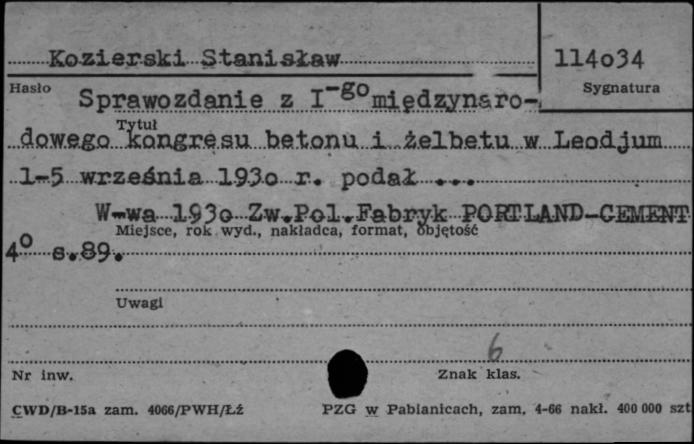 Kozierski Stanisław
114o34
Hasło
Sygnatura
Sprawozdanie z I-go międzynaro-
Tytuł
dowego kongresu betonu i żelbetu w Leodjum
1-5 września 193o r. podał ...
W-wa 193o Zw.Pol.Fabryk PORTLAND-CEMENT
Miejsce, rok wyd., nakładca, format, objętość
4o s.89.
Uwagi
6
Nr inw.
Znak klas.
CWD/B-15a zam. 4066/PWH/Łż
PZG w Pabianicach, zam. 4-66 nakł. 400 000 szt